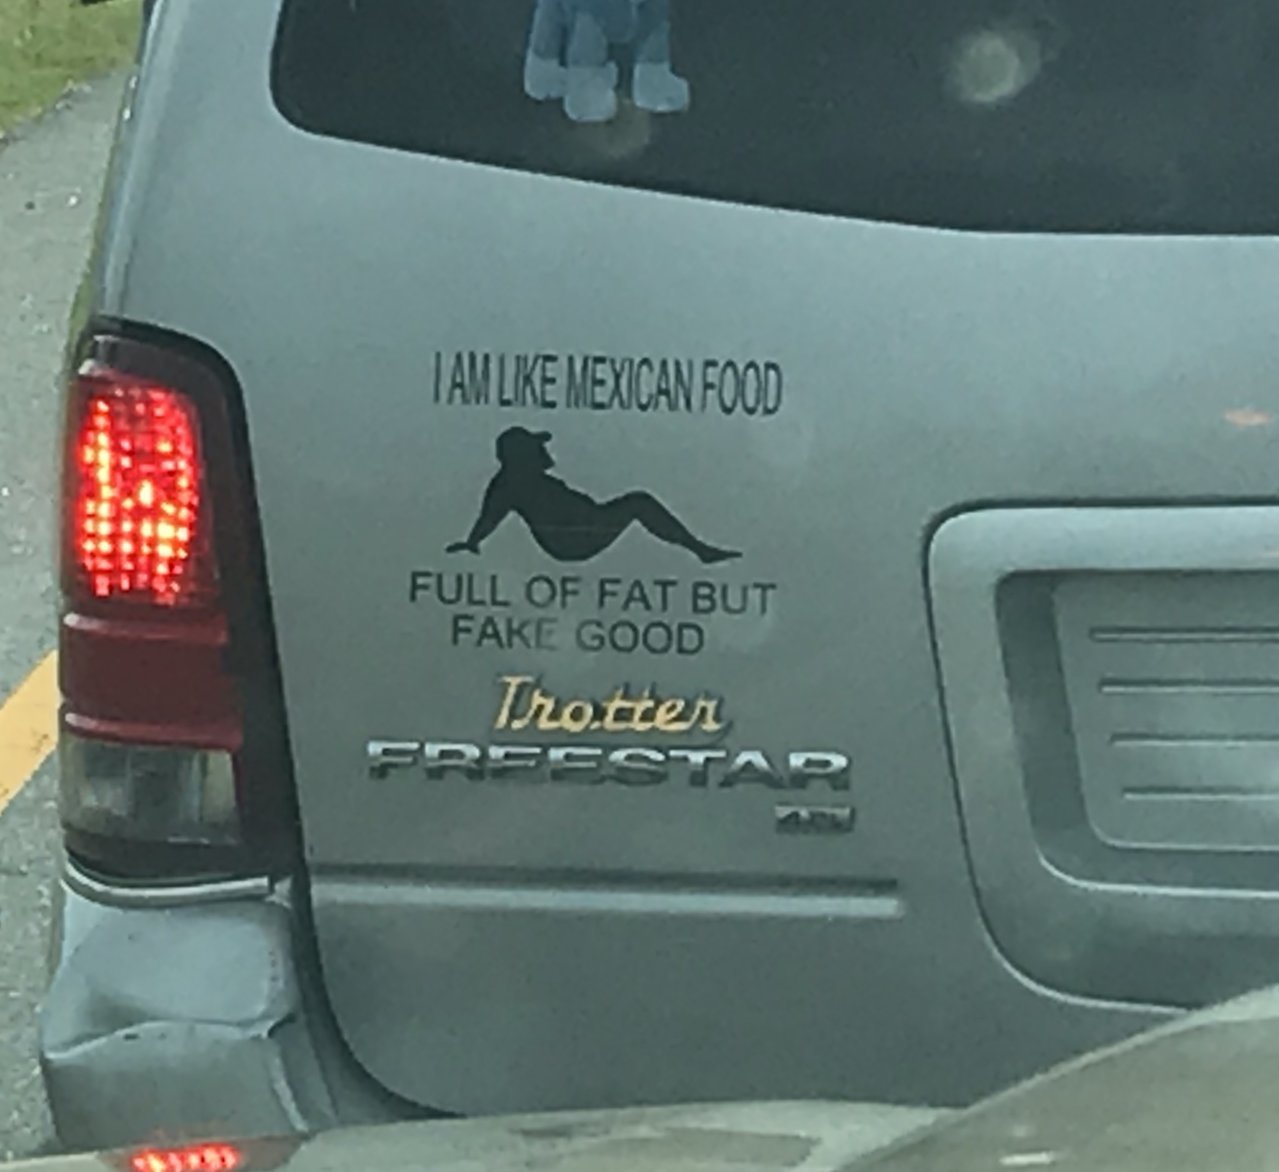 I AM LIKE MEXICAN FOOD
FULL OF FAT BUT
FAKE GOOD
Trotter
FREESTAR